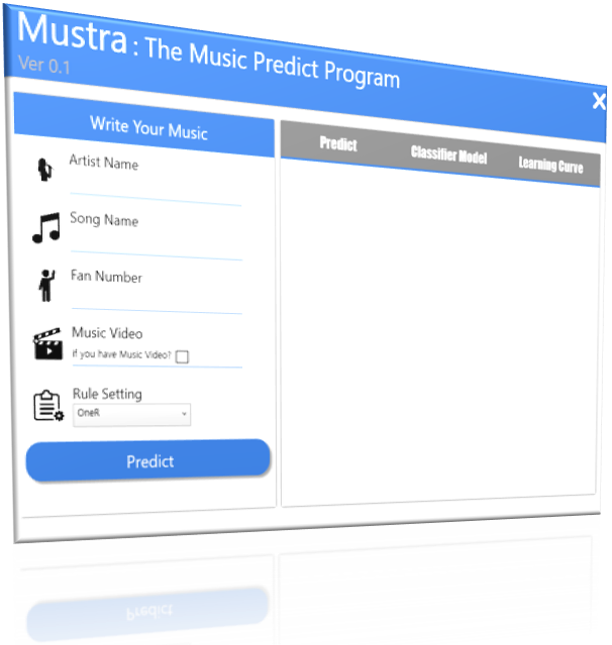 Mustra : The Music Predict Program
Ver 0.1
X
Write Your Music
Artist Name
Song Name
Fan Number
Music Video
if you have Music Video?
Rule Setting
OneR
Predict
Predict Classifier Model Learning Curve
Predict